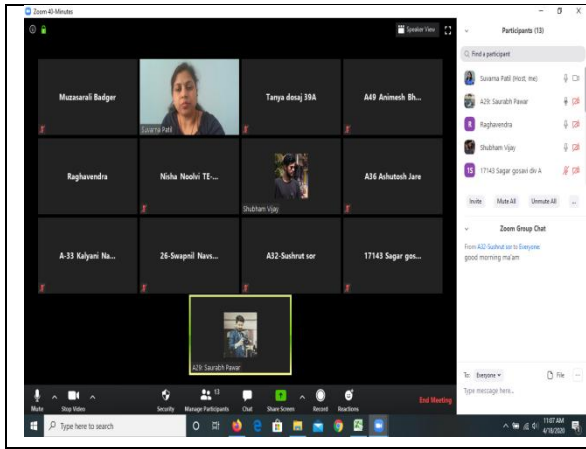 Zoom 40-Minutes
Speaker View
Muzasarali Badger
Suvarna Patil
Tanya desaj 39A
A49 Animesh Bh...
Raghavendra
Nisha Noolvi TE-...
Shubham Vijay
A36 Ashutosh Jare
A-33 Kalyani Na...
26-Swapnil Navs...
A32-Sushrut sor
17143 Sagar gos...
A29: Saurabh Pawar
Mute
Stop Video
Security
Manage Participants
13
Chat
Share Screen
Record
Reactions
End Meeting
Participants (13)
Find a participant
Suvarna Patil (Host, me)
A29: Saurabh Pawar
R
Raghavendra
Shubham Vijay
1S
17143 Sagar gosavi div A
Invite
Mute All
Unmute All
...
Zoom Group Chat
From A32-Sushrut sor to Everyone:
good morning ma'am
To: Everyone
File
...
Type message here...
Type here to search
11:07 AM
4/18/2020